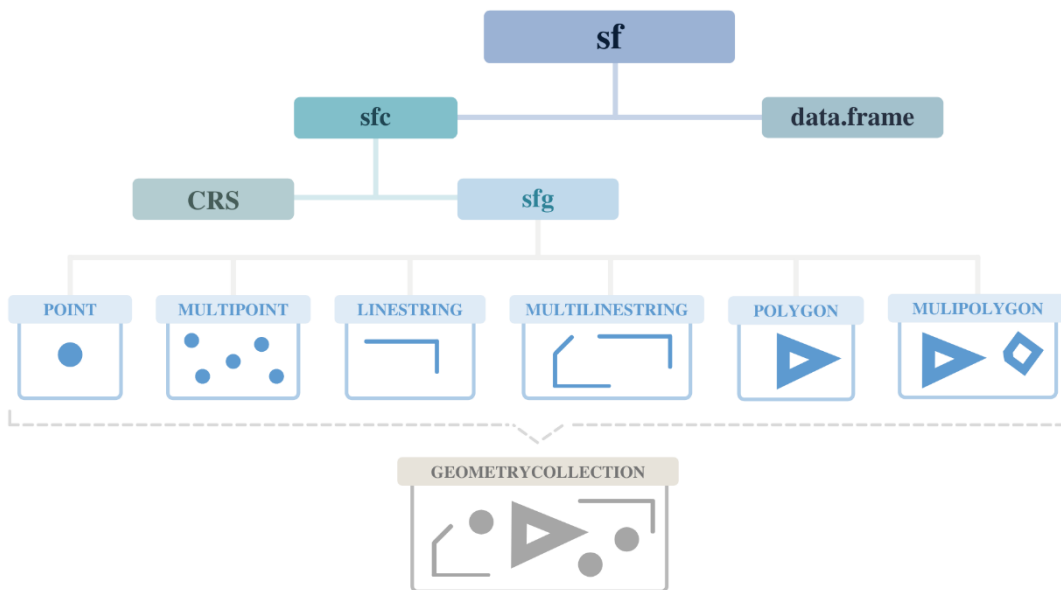 sf
sfc
data.frame
CRS
sfg
POINT
MULTIPOINT
LINESTRING
MULTILINESTRING
POLYGON
MULIPOLYGON
GEOMETRYCOLLECTION